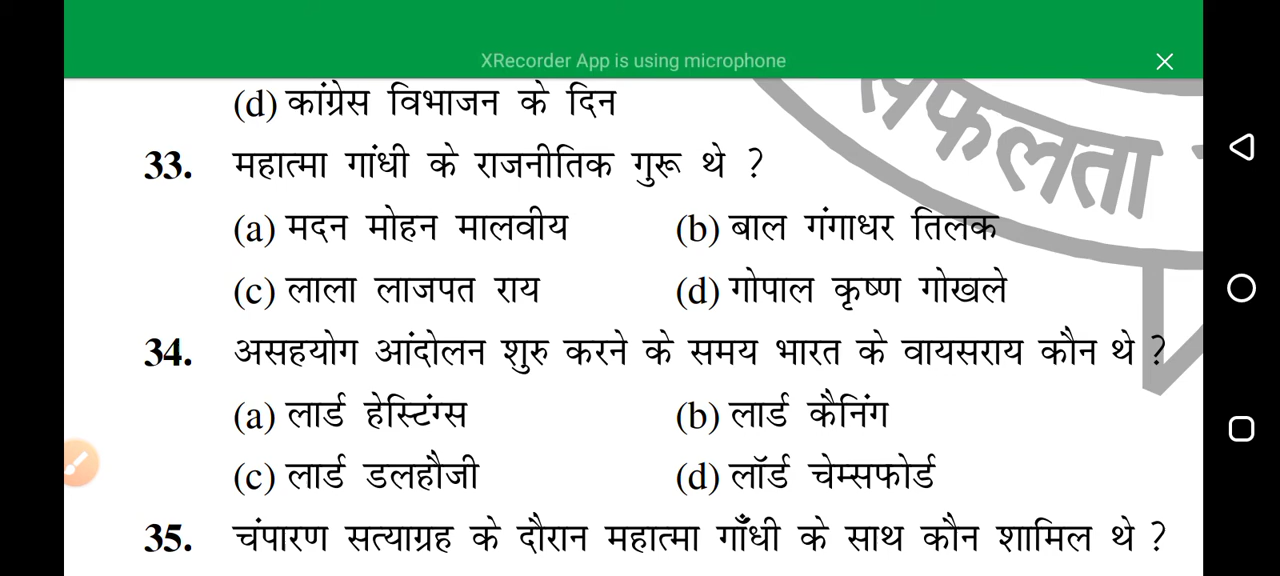 XRecorder App is using microphone
(d) कांग्रेस विभाजन के दिन
सफलता
33. महात्मा गांधी के राजनीतिक गुरू थे ?
(a) मदन मोहन मालवीय (b) बाल गंगाधर तिलक
(c) लाला लाजपत राय (d) गोपाल कृष्ण गोखले
34. असहयोग आंदोलन शुरु करने के समय भारत के वायसराय कौन थे ?
(a) लार्ड हेस्टिंग्स (b) लार्ड कैनिंग
(c) लार्ड डलहौजी (d) लॉर्ड चेम्सफोर्ड
35. चंपारण सत्याग्रह के दौरान महात्मा गाँधी के साथ कौन शामिल थे ?